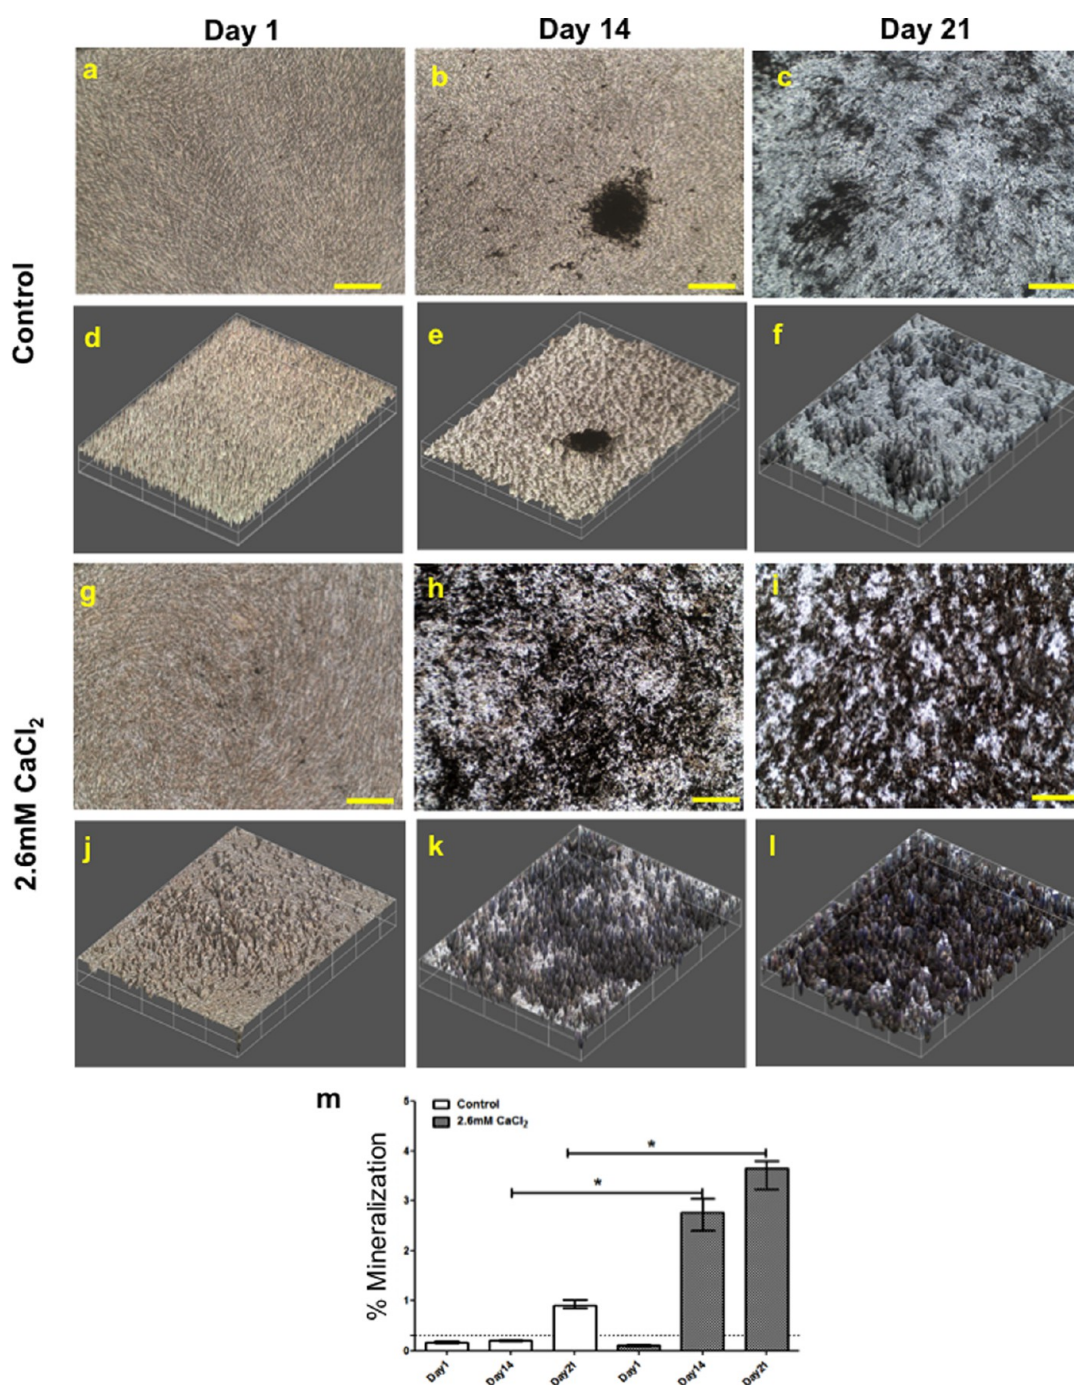 Day 1 Day 14 Day 21
Control
a b c
d e f
2.6mM CaCl₂
g h i
j k l
m
% Mineralization
5
4
3
2
1
0
Control
2.6mM CaCl₂
*
*
Day1 Day14 Day21 Day1 Day14 Day21